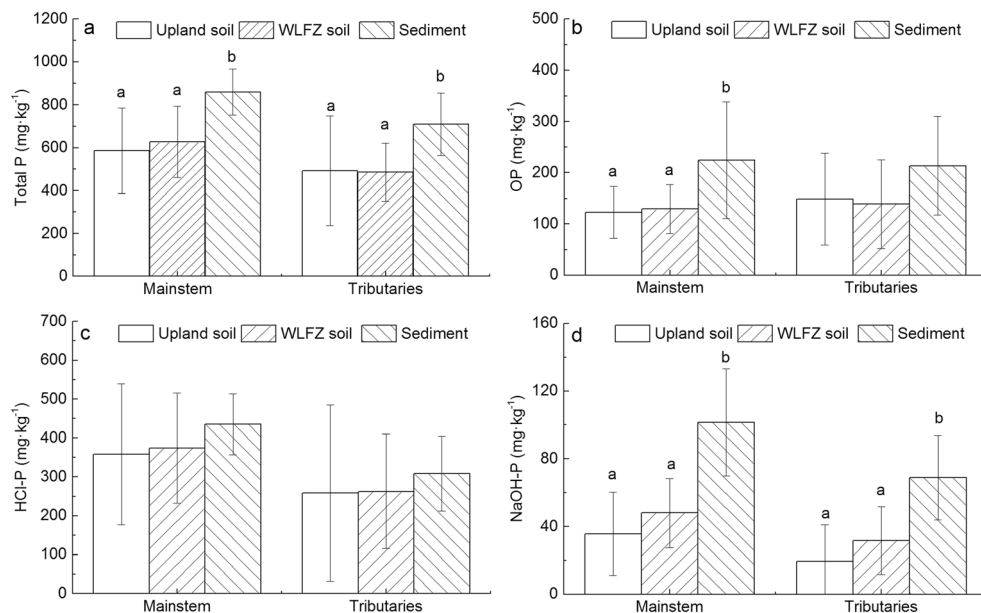 a
Upland soil WLFZ soil Sediment
1200
1000
800
600
400
200
0
Total P (mg·kg⁻¹)
a a b a a b
Mainstem Tributaries
b
Upland soil WLFZ soil Sediment
500
400
300
200
100
0
OP (mg·kg⁻¹)
a a b
Mainstem Tributaries
c
Upland soil WLFZ soil Sediment
700
600
500
400
300
200
100
0
HCl-P (mg·kg⁻¹)
Mainstem Tributaries
d
Upland soil WLFZ soil Sediment
160
120
80
40
0
NaOH-P (mg·kg⁻¹)
a a b a a b
Mainstem Tributaries